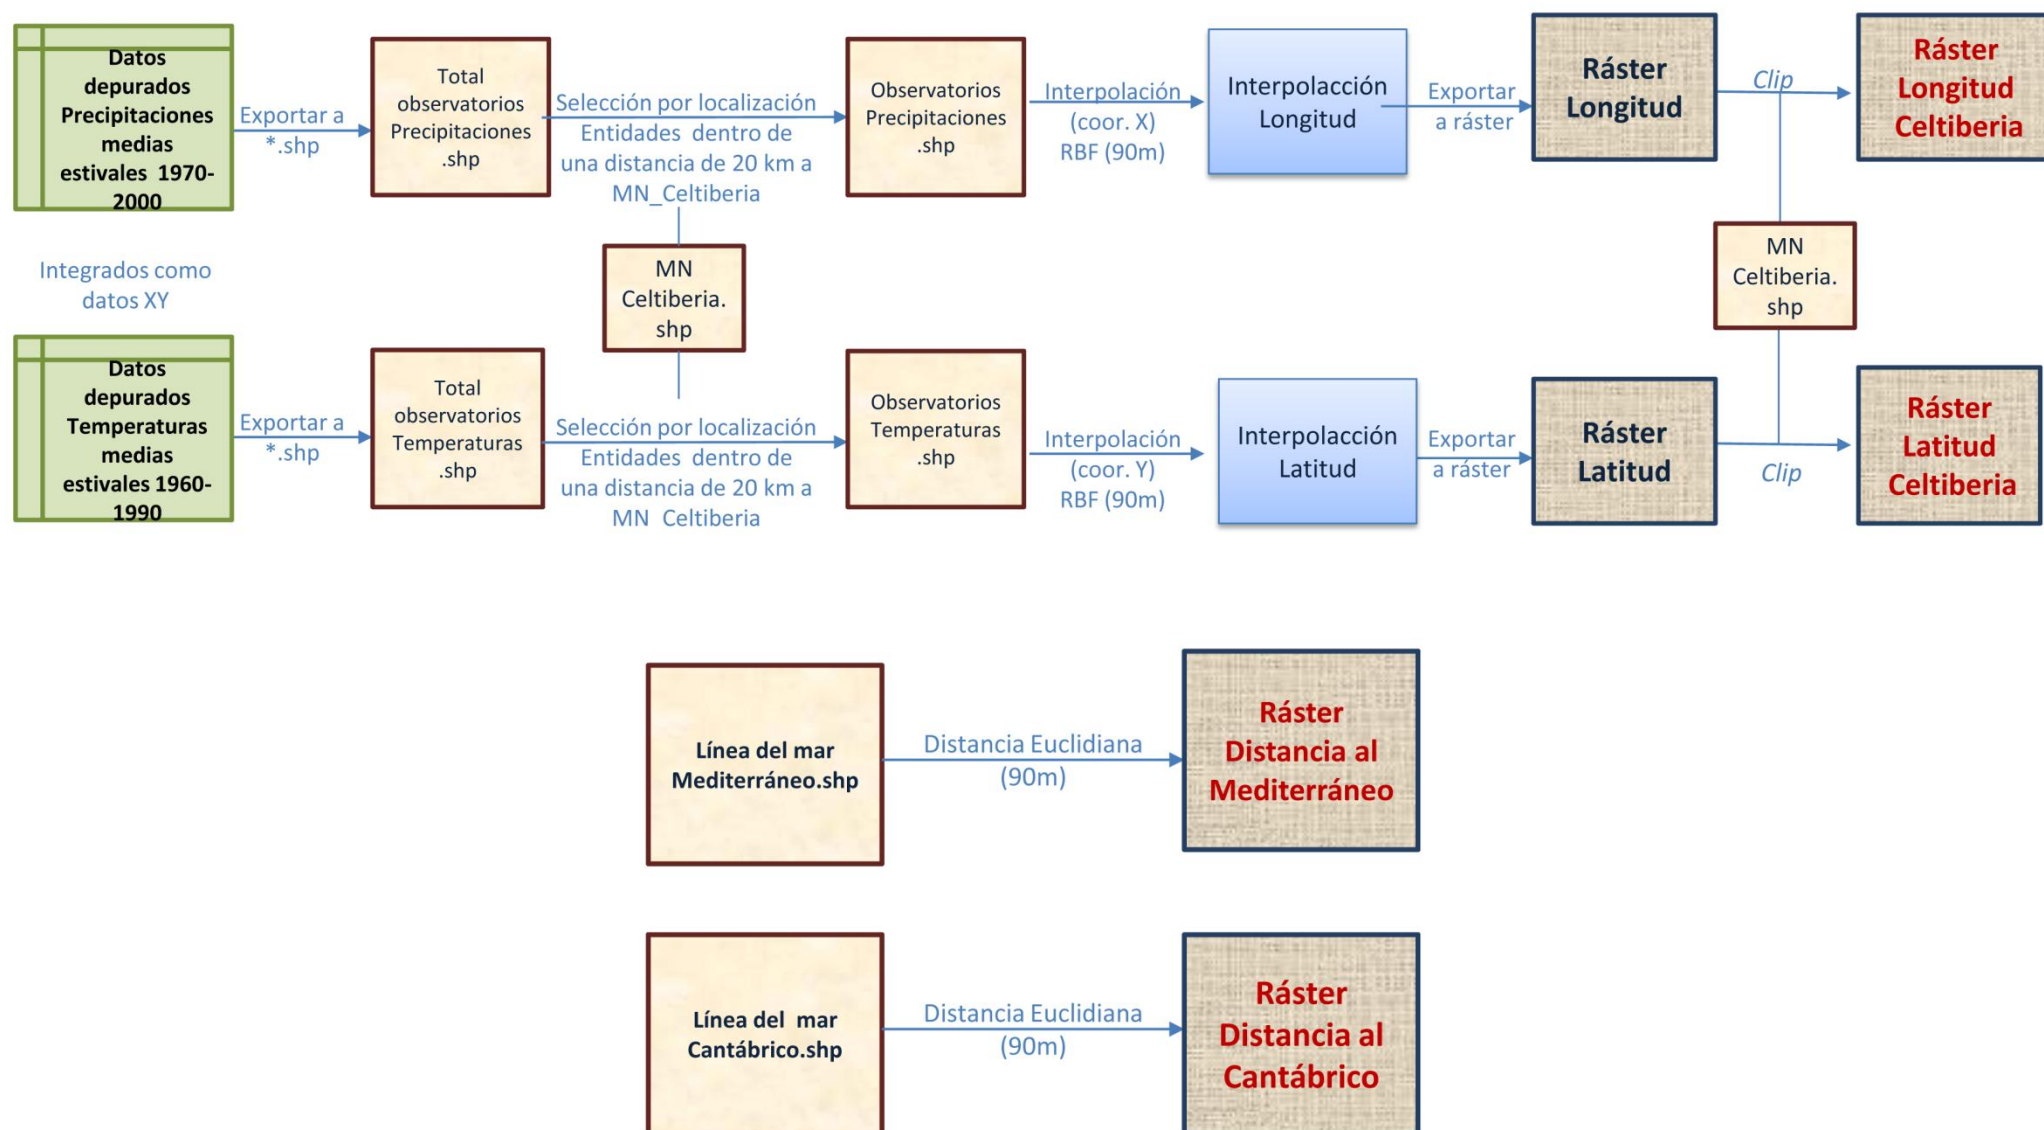 Datos
depurados
Precipitaciones
medias
estivales 1970-
2000
Exportar a
*.shp
Total
observatorios
Precipitaciones
.shp
Selección por localización
Entidades dentro de
una distancia de 20 km a
MN_Celtiberia
Observatorios
Precipitaciones
.shp
Interpolación
(coor. X)
RBF (90m)
Interpolacción
Longitud
Exportar
a ráster
Ráster
Longitud
Clip
Ráster
Longitud
Celtiberia
Integrados como
datos XY
MN
Celtiberia.
shp
MN
Celtiberia.
shp
Datos
depurados
Temperaturas
medias
estivales 1960-
1990
Exportar a
*.shp
Total
observatorios
Temperaturas
.shp
Selección por localización
Entidades dentro de
una distancia de 20 km a
MN Celtiberia
Observatorios
Temperaturas
.shp
Interpolación
(coor. Y)
RBF (90m)
Interpolacción
Latitud
Exportar
a ráster
Ráster
Latitud
Clip
Ráster
Latitud
Celtiberia
Línea del mar
Mediterráneo.shp
Distancia Euclidiana
(90m)
Ráster
Distancia al
Mediterráneo
Línea del mar
Cantábrico.shp
Distancia Euclidiana
(90m)
Ráster
Distancia al
Cantábrico